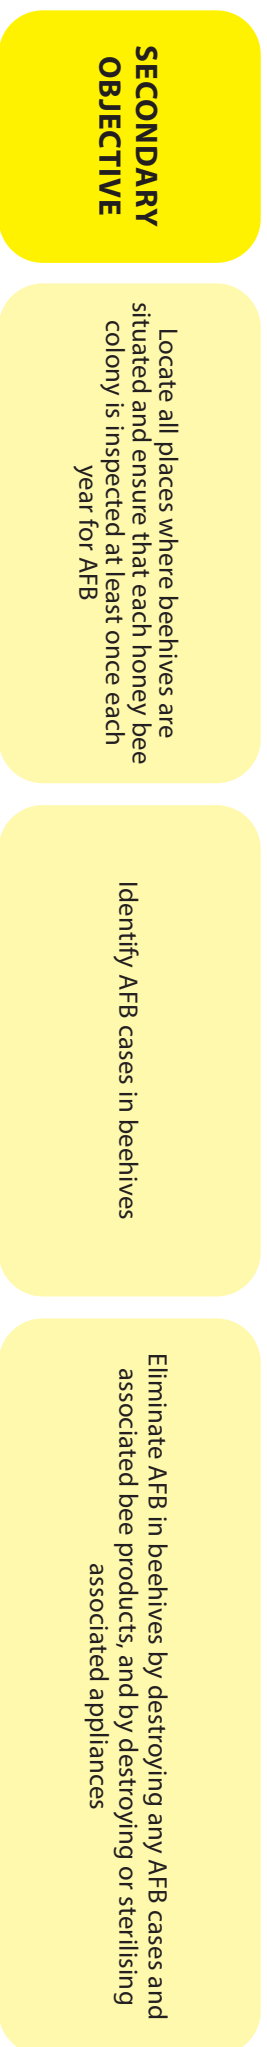 SECONDARY
OBJECTIVE
Locate all places where beehives are
situated and ensure that each honey bee
colony is inspected at least once each
year for AFB
Identify AFB cases in beehives
Eliminate AFB in beehives by destroying any AFB cases and
associated bee products, and by destroying or sterilising
associated appliances